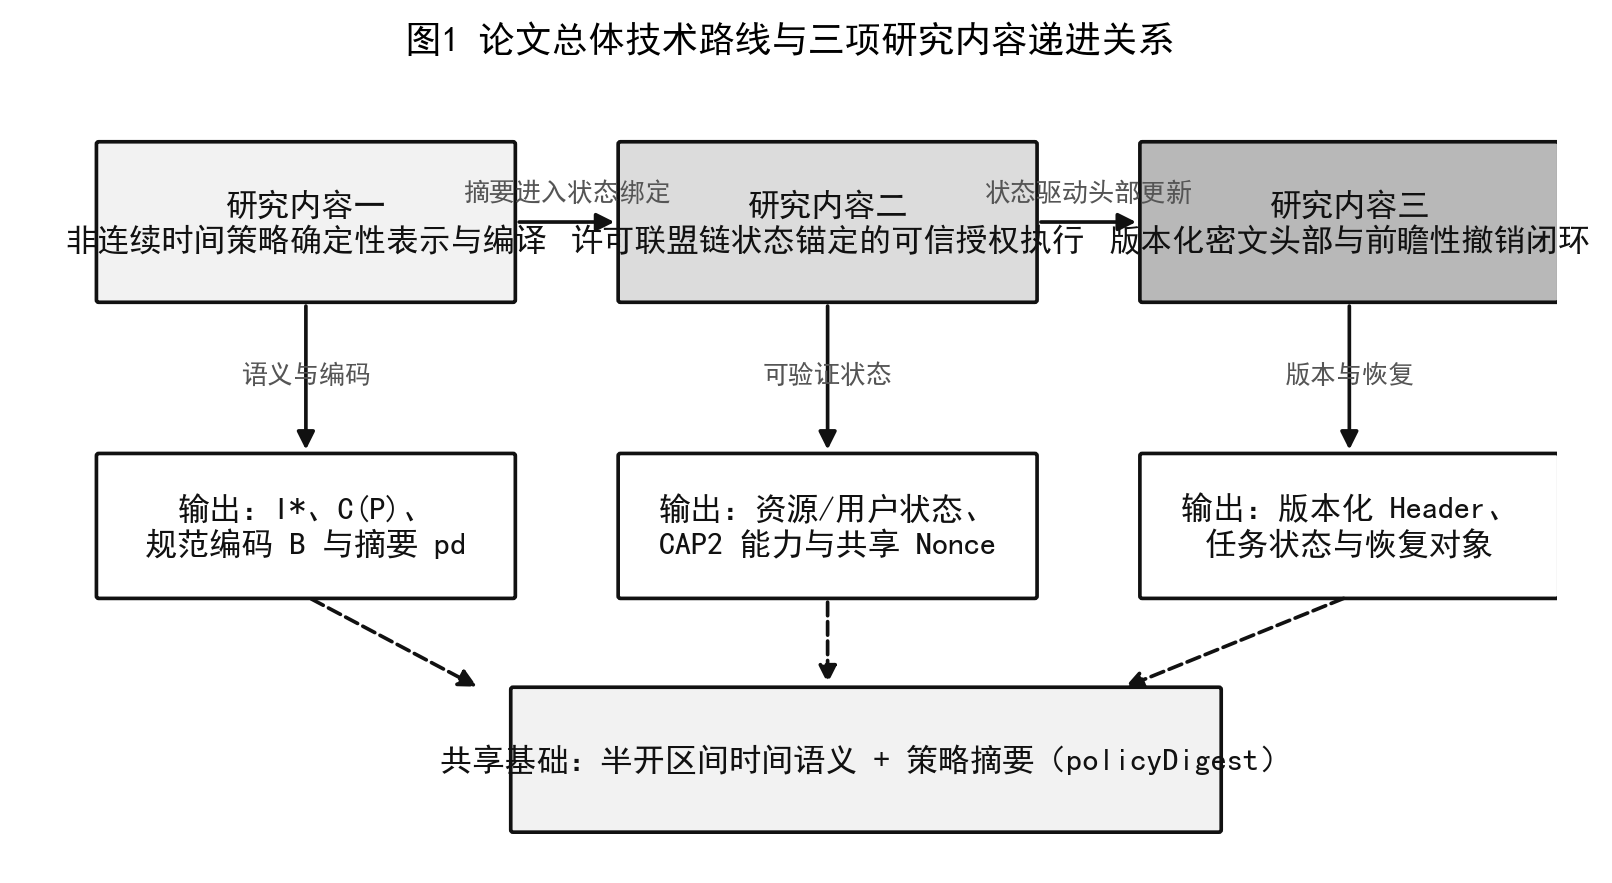 图1 论文总体技术路线与三项研究内容递进关系
研究内容一
非连续时间策略确定性表示与编译
摘要进入状态绑定
研究内容二
许可联盟链状态锚定的可信授权执行
状态驱动头部更新
研究内容三
版本化密文头部与前瞻性撤销闭环
语义与编码
可验证状态
版本与恢复
输出：I*、C(P)、
规范编码 B 与摘要 pd
输出：资源/用户状态、
CAP2 能力与共享 Nonce
输出：版本化 Header、
任务状态与恢复对象
共享基础：半开区间时间语义 + 策略摘要（policyDigest）